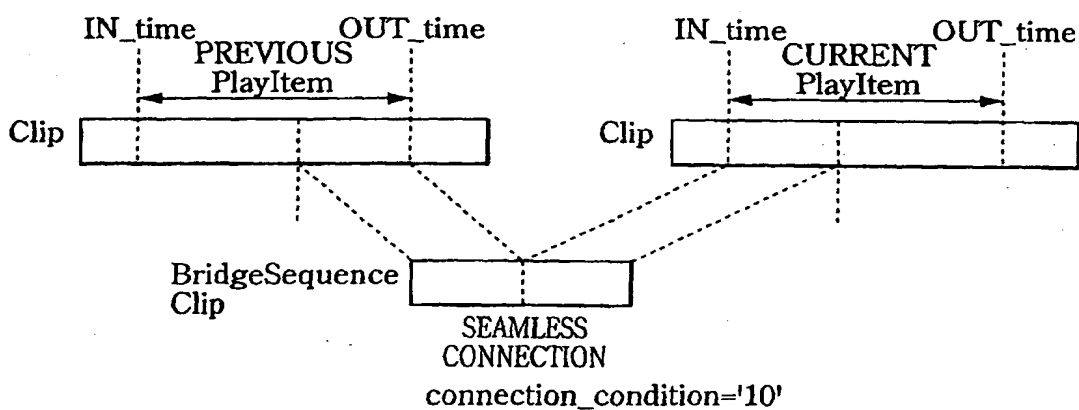 IN_time OUT_time
PREVIOUS
PlayItem
Clip
IN_time OUT_time
CURRENT
PlayItem
Clip
BridgeSequence
Clip
SEAMLESS
CONNECTION
connection_condition='10'